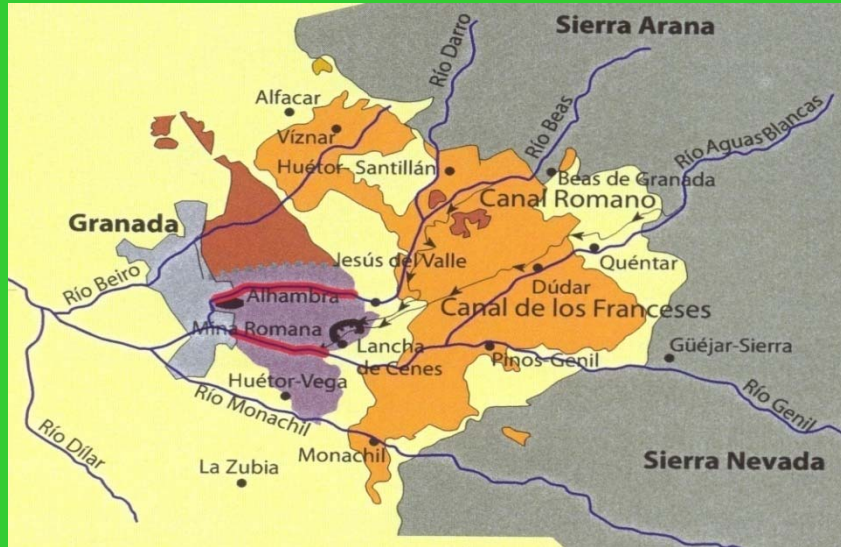 Sierra Arana
Río Darro
Río Beas
Río Aguas Blancas
Alfacar
Víznar
Huétor- Santillán
Beas de Granada
Canal Romano
Granada
Jesús del Valle
Quéntar
Río Beiro
Dúdar
Alhambra
Canal de los Franceses
Mina Romana
Lancha
de Cenes
Pinos-Genil
Güéjar-Sierra
Huétor-Vega
Río Monachil
Río Genil
Río Dílar
Monachil
La Zubia
Sierra Nevada